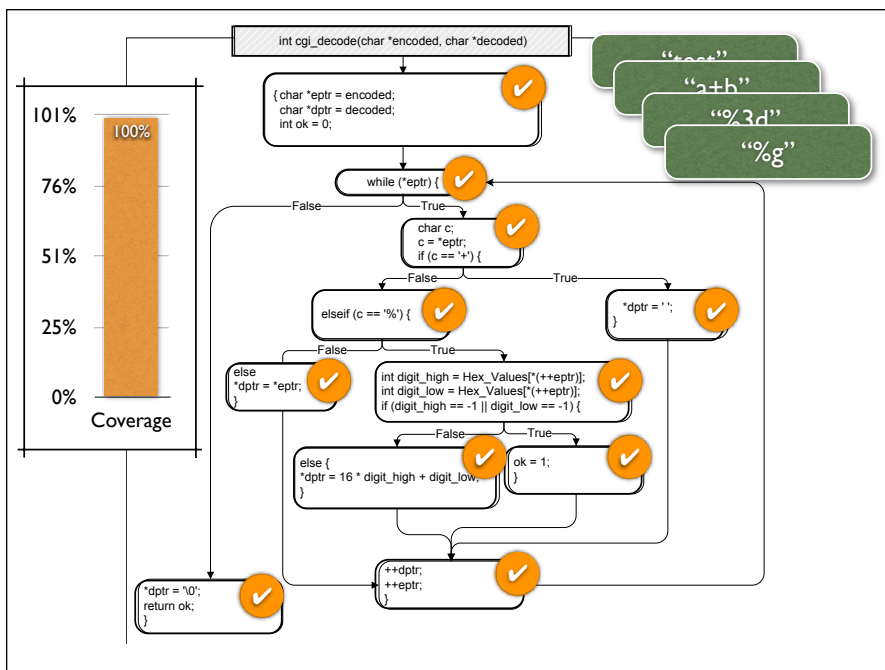 int cgi_decode(char *encoded, char *decoded)
{ char *eptr = encoded;
char *dptr = decoded;
int ok = 0;
while (*eptr) {
False
True
char c;
c = *eptr;
if (c == '+') {
False
True
elseif (c == '%') {
*dptr = ' ';
}
False
True
else
*dptr = *eptr;
}
int digit_high = Hex_Values[*(++eptr)];
int digit_low = Hex_Values[*(++eptr)];
if (digit_high == -1 || digit_low == -1) {
False
True
else {
*dptr = 16 * digit_high + digit_low;
}
ok = 1;
}
++dptr;
++eptr;
}
*dptr = '\0';
return ok;
}
101%
100%
76%
51%
25%
0%
Coverage
“test”
“a+b”
“%3d”
“%g”